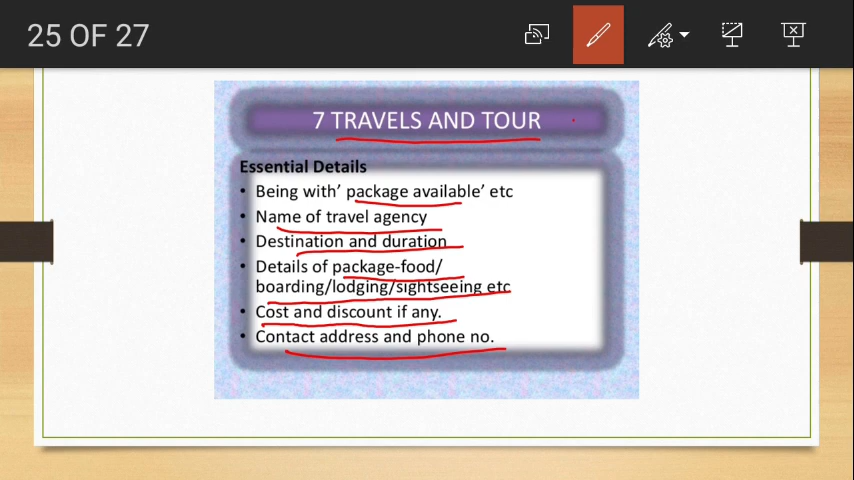 25 OF 27
7 TRAVELS AND TOUR
Essential Details
• Being with’ package available’ etc
• Name of travel agency
• Destination and duration
• Details of package-food/
boarding/lodging/sightseeing etc
• Cost and discount if any.
• Contact address and phone no.